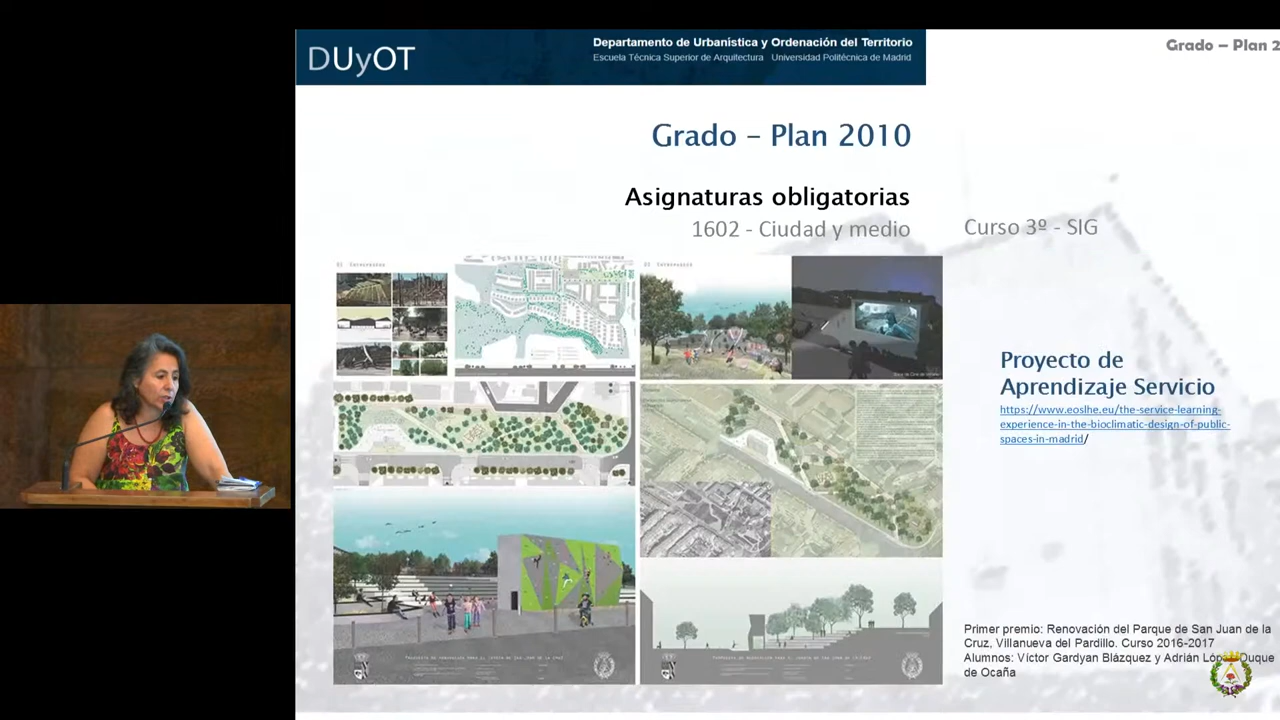 DUyOT
Departamento de Urbanística y Ordenación del Territorio
Escuela Técnica Superior de Arquitectura Universidad Politécnica de Madrid
Grado – Plan 2
Grado – Plan 2010
Asignaturas obligatorias
1602 - Ciudad y medio
Curso 3º - SIG
Proyecto de
Aprendizaje Servicio
https://www.eoslhe.eu/the-service-learning-
experience-in-the-bioclimatic-design-of-public-
spaces-in-madrid/
Primer premio: Renovación del Parque de San Juan de la
Cruz, Villanueva del Pardillo. Curso 2016-2017
Alumnos: Víctor Gardyan Blázquez y Adrián López Duque
de Ocaña